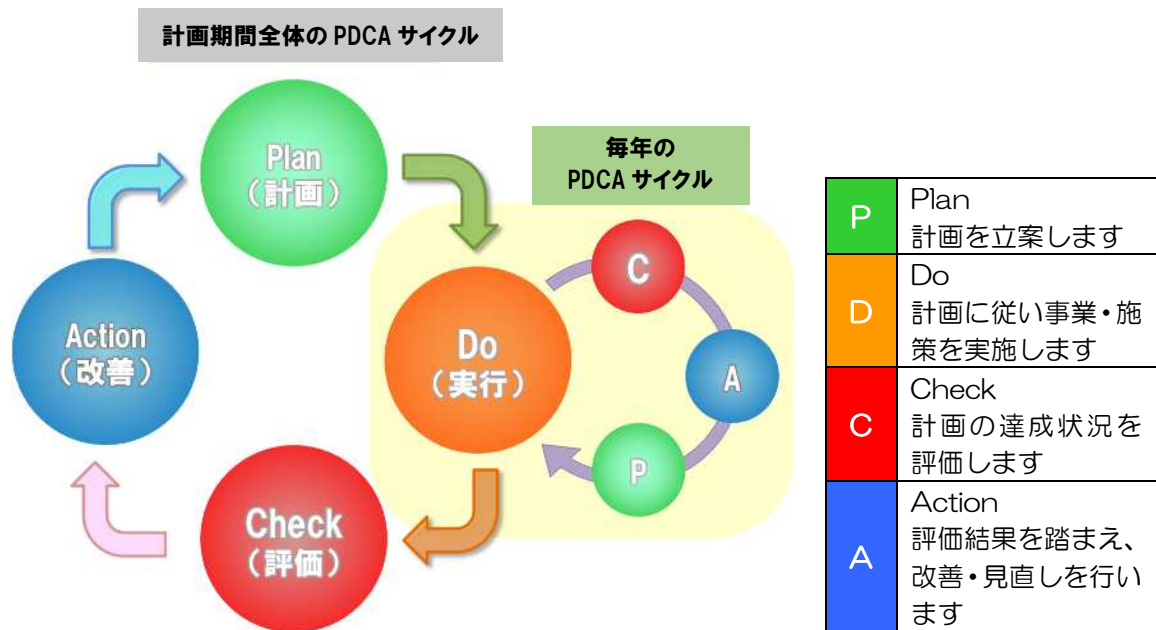 計画期間全体の PDCA サイクル
Plan
(計画)
毎年の
PDCA サイクル
C
Action
(改善)
Do
(実行)
A
P
Check
(評価)
P
Plan
計画を立案します
D
Do
計画に従い事業・施
策を実施します
C
Check
計画の達成状況を
評価します
A
Action
評価結果を踏まえ、
改善・見直しを行い
ます